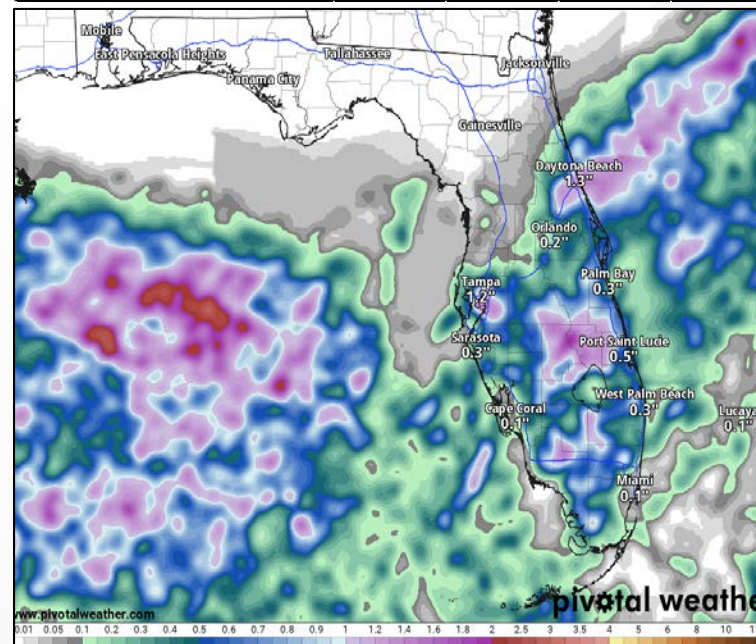 Mobile
East Pensacola Heights
Tallahassee
Jacksonville
Panama City
Gainesville
Daytona Beach
1.3"
Orlando
0.2"
Palm Bay
0.3"
Tampa
1.2"
Sarasota
0.3"
Port Saint Lucie
0.5"
West Palm Beach
0.3"
Cape Coral
0.1"
Lucaya
0.1"
Miami
0.1"
www.pivotalweather.com
pivotal weathe
0.01 0.05 0.1 0.2 0.3 0.4 0.5 0.6 0.7 0.8 0.9 1 1.2 1.4 1.6 1.8 2 2.5 3 3.5 4 5 6 7 8 9 10